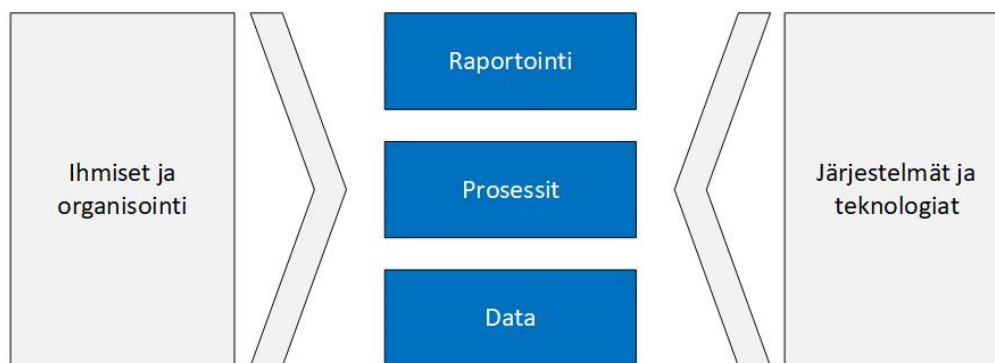 Ihmiset ja
organisointi
Raportointi
Prosessit
Data
Järjestelmät ja
teknologiat